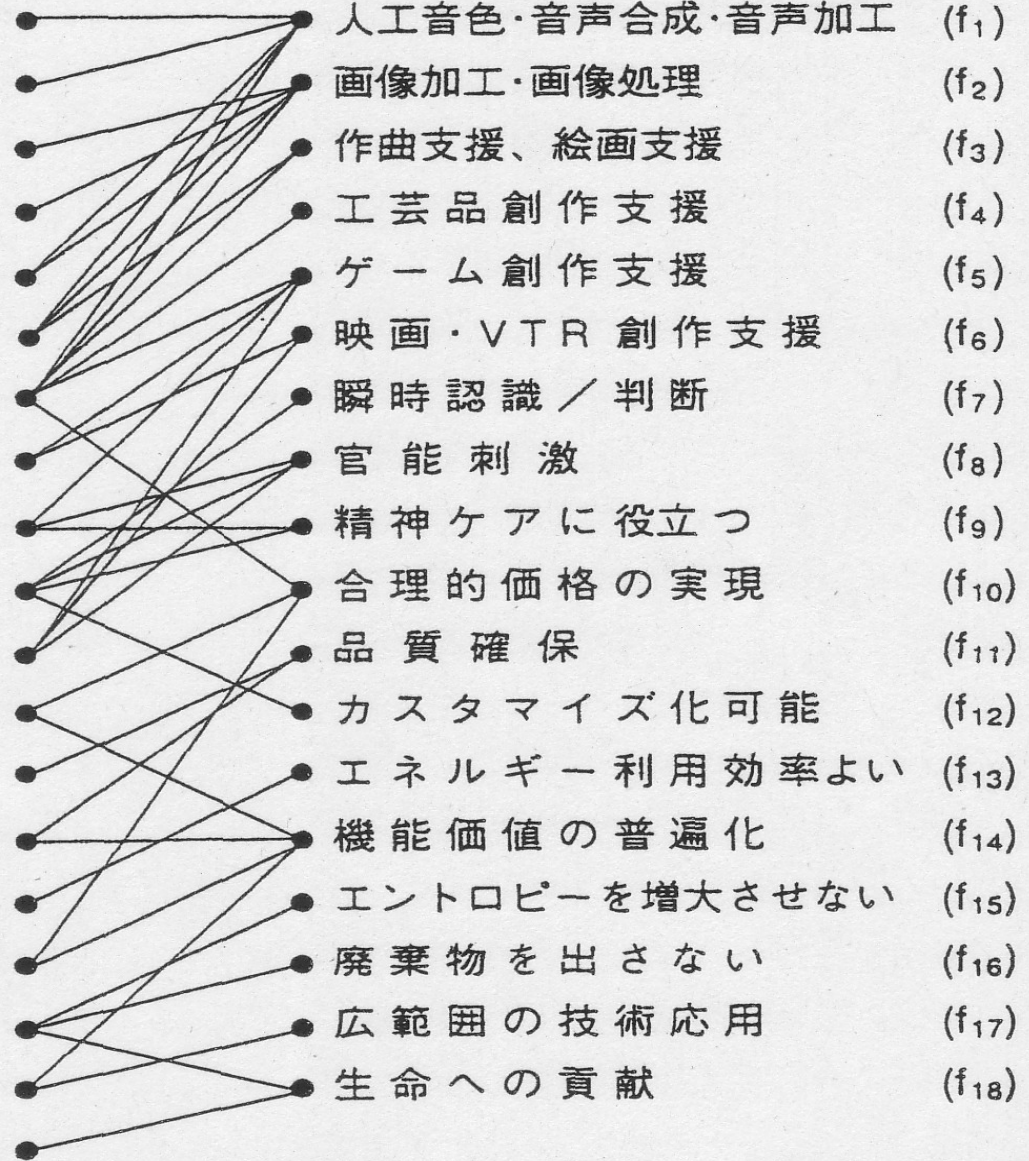 人工音色・音声合成・音声加工 (f₁)
画像加工・画像処理 (f₂)
作曲支援、絵画支援 (f₃)
工芸品創作支援 (f₄)
ゲーム創作支援 (f₅)
映画・VTR創作支援 (f₆)
瞬時認識／判断 (f₇)
官能刺激 (f₈)
精神ケアに役立つ (f₉)
合理的価格の実現 (f₁₀)
品質確保 (f₁₁)
カスタマイズ化可能 (f₁₂)
エネルギー利用効率よい (f₁₃)
機能価値の普遍化 (f₁₄)
エントロピーを増大させない (f₁₅)
廃棄物を出さない (f₁₆)
広範囲の技術応用 (f₁₇)
生命への貢献 (f₁₈)